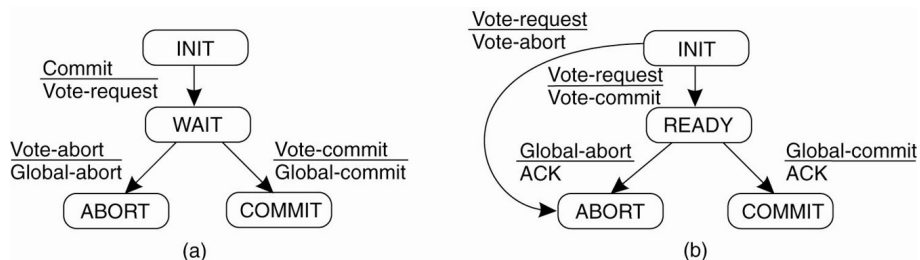 INIT
Commit
Vote-request
WAIT
Vote-abort
Global-abort
Vote-commit
Global-commit
ABORT
COMMIT
(a)
Vote-request
Vote-abort
INIT
Vote-request
Vote-commit
READY
Global-abort
ACK
Global-commit
ACK
ABORT
COMMIT
(b)